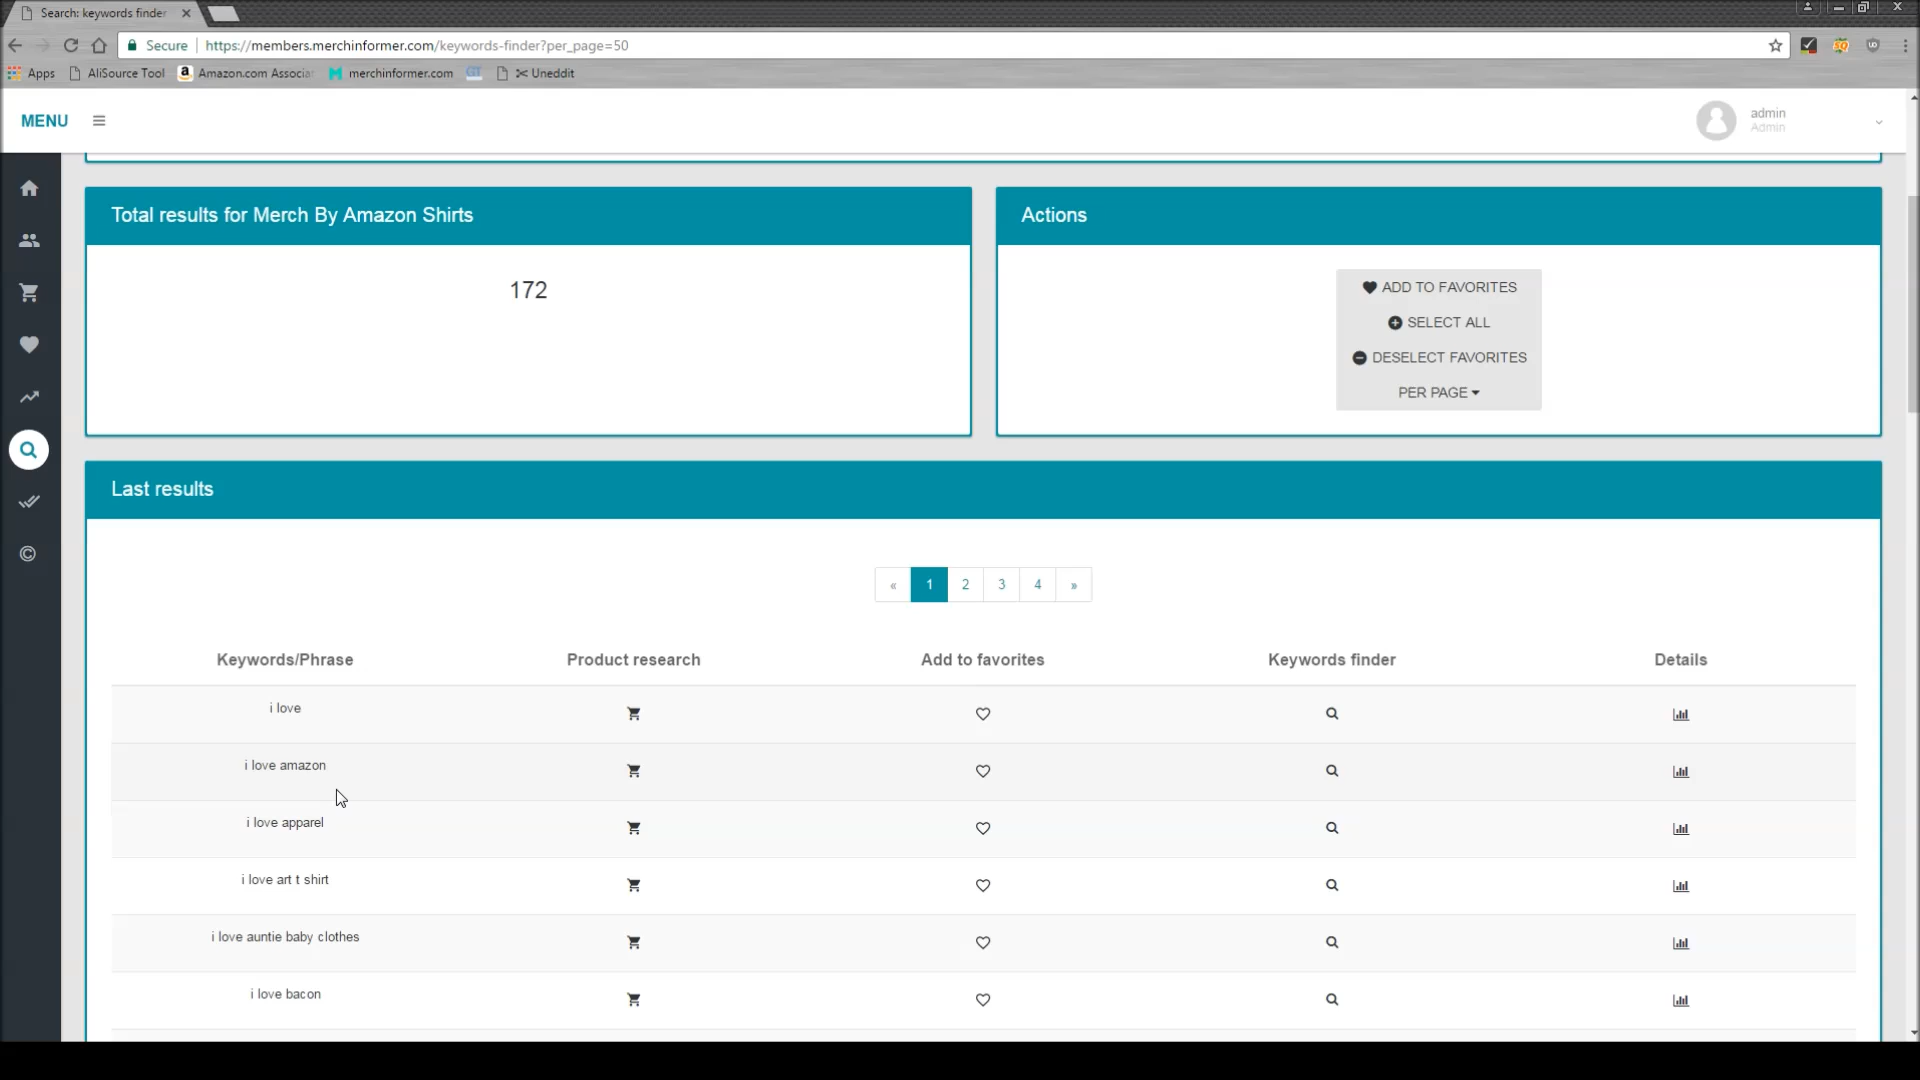 Search: keywords finder
Secure https://members.merchinformer.com/keywords-finder?per_page=50
Apps AliSource Tool Amazon.com Associa merchinformer.com GT Uneddit
MENU
admin
Admin
Total results for Merch By Amazon Shirts
172
Actions
ADD TO FAVORITES
SELECT ALL
DESELECT FAVORITES
PER PAGE
Last results
« 1 2 3 4 »
Keywords/Phrase Product research Add to favorites Keywords finder Details
i love
i love amazon
i love apparel
i love art t shirt
i love auntie baby clothes
i love bacon